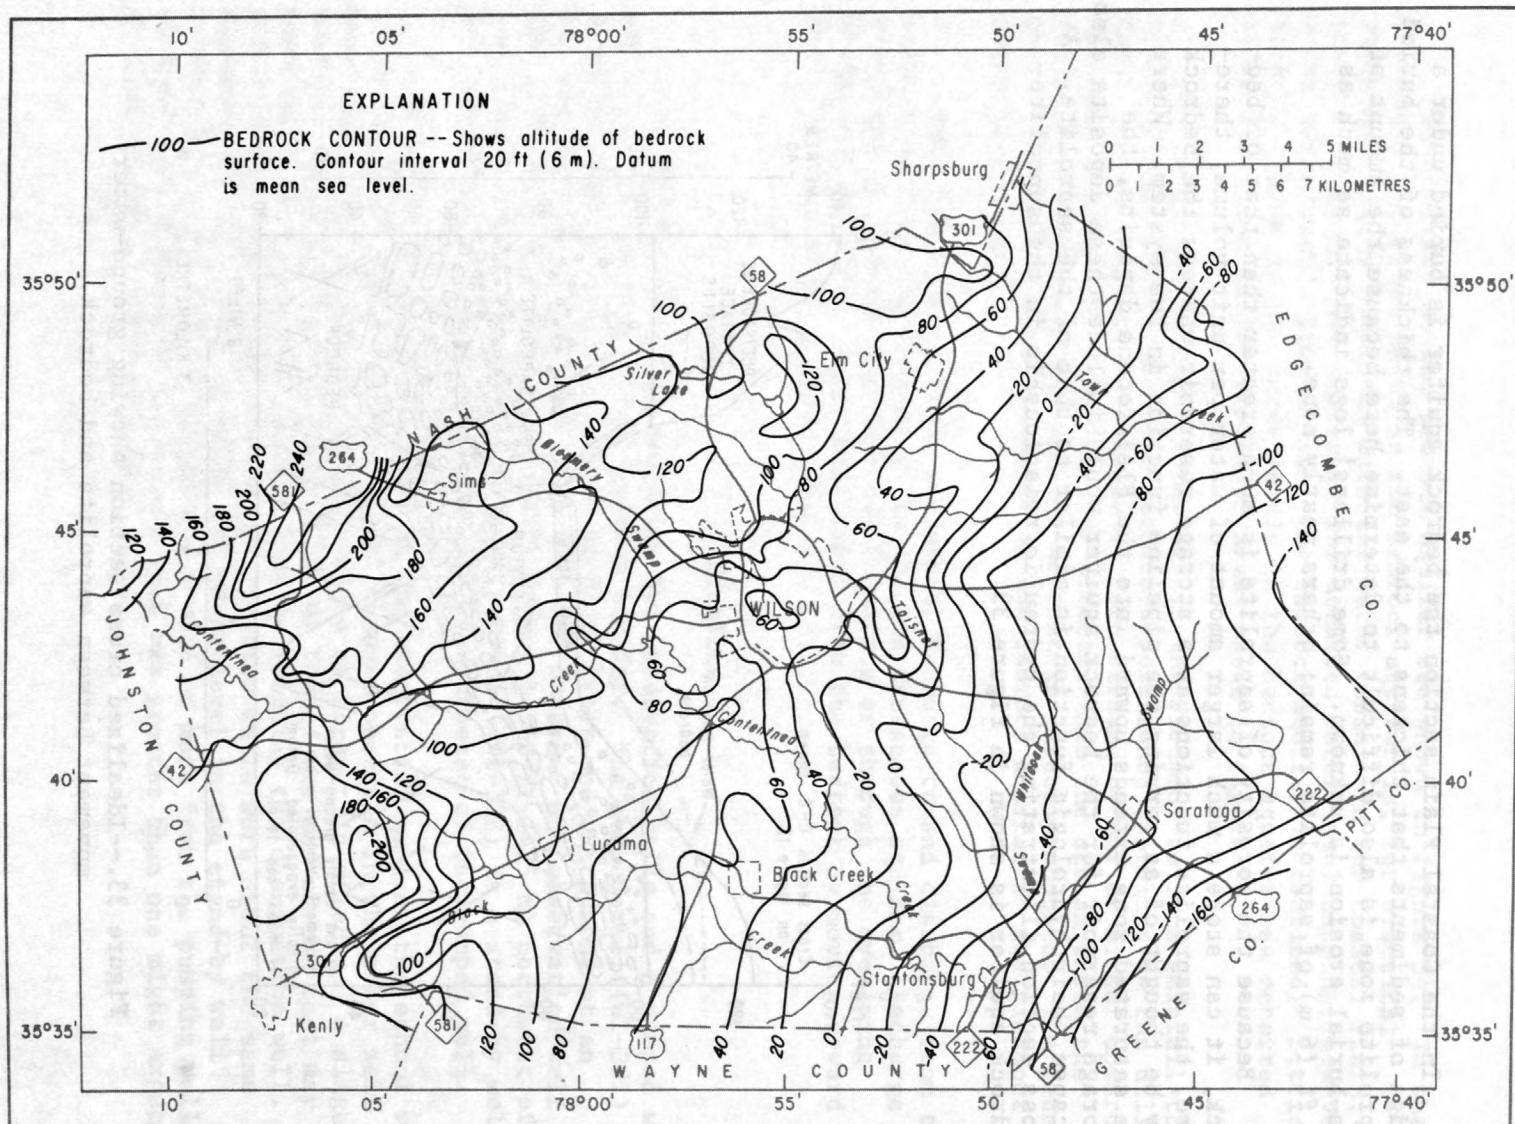 10' 05' 78°00' 55' 50' 45' 77°40'
EXPLANATION
100 BEDROCK CONTOUR -- Shows altitude of bedrock
surface. Contour interval 20 ft (6 m). Datum
is mean sea level.
0 1 2 3 4 5 MILES
0 1 2 3 4 5 6 7 KILOMETRES
Sharpsburg
301
100
58
100
-40
-60
-80
35°50'
35°50'
100
80
60
Elm City
120
40
20
0
-20
-40
-60
Town
Creek
EDGECOMBE CO.
Silver
Lake
NASH COUNTY
140
120
100
80
264
581
Sims
Bloomery
Swamp
220
240
200
180
160
140
120
200
180
160
140
-80
-100
-120
-140
42
40
60
35°45'
45'
WILSON
60
Toisnot
Contentnea
Creek
60
80
Contentnea
JOHNSTON COUNTY
42
100
60
40
20
0
0
-20
Whiteoak
Swamp
Swamp
40'
40'
140
120
180
160
200
222
PITT CO.
Saratoga
-40
-60
Lucama
Black Creek
Creek
Black
Creek
-80
-100
-120
-140
-160
264
301
100
Stantonsburg
Kenly
581
35°35'
35°35'
120
100
80
117
40
20
0
-20
-40
222
-60
58
GREENE CO.
WAYNE COUNTY
10' 05' 78°00' 55' 50' 45' 77°40'